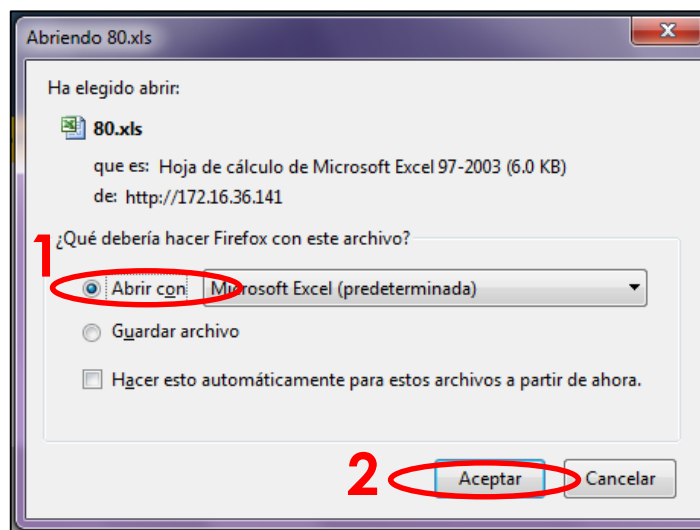 Abriendo 80.xls
Ha elegido abrir:
80.xls
que es: Hoja de cálculo de Microsoft Excel 97-2003 (6.0 KB)
de: http://172.16.36.141
¿Qué debería hacer Firefox con este archivo?
1
Abrir con Microsoft Excel (predeterminada)
Guardar archivo
Hacer esto automáticamente para estos archivos a partir de ahora.
2 Aceptar Cancelar